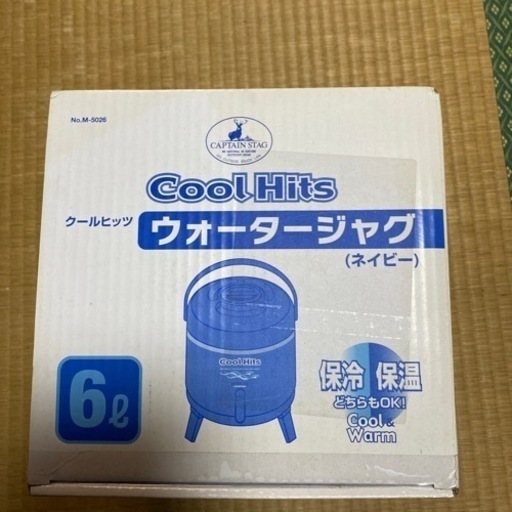 No.M-5026
CAPTAIN STAG
Cool Hits
クールヒッツ
ウォータージャグ
(ネイビー)
Cool Hits
6ℓ
保冷 保温
どちらもOK!
Cool &
Warm